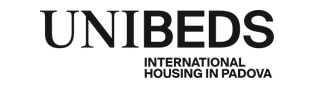 UNIBEDS
INTERNATIONAL
HOUSING IN PADOVA